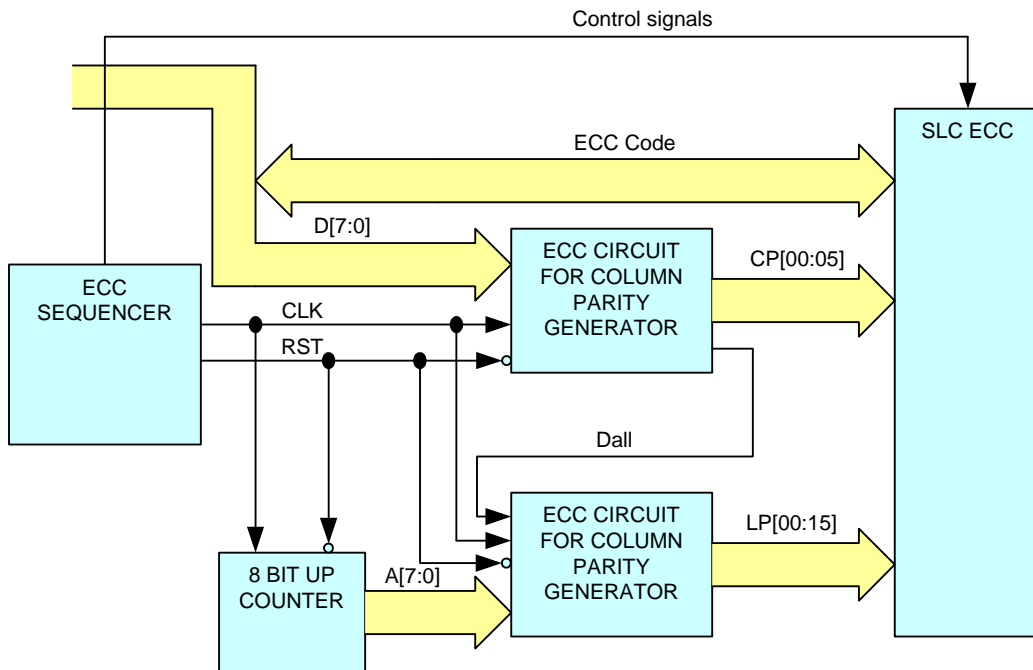 Control signals
SLC ECC
ECC Code
D[7:0]
ECC CIRCUIT
FOR COLUMN
PARITY
GENERATOR
CP[00:05]
ECC
SEQUENCER
CLK
RST
Dall
ECC CIRCUIT
FOR COLUMN
PARITY
GENERATOR
LP[00:15]
8 BIT UP
COUNTER
A[7:0]